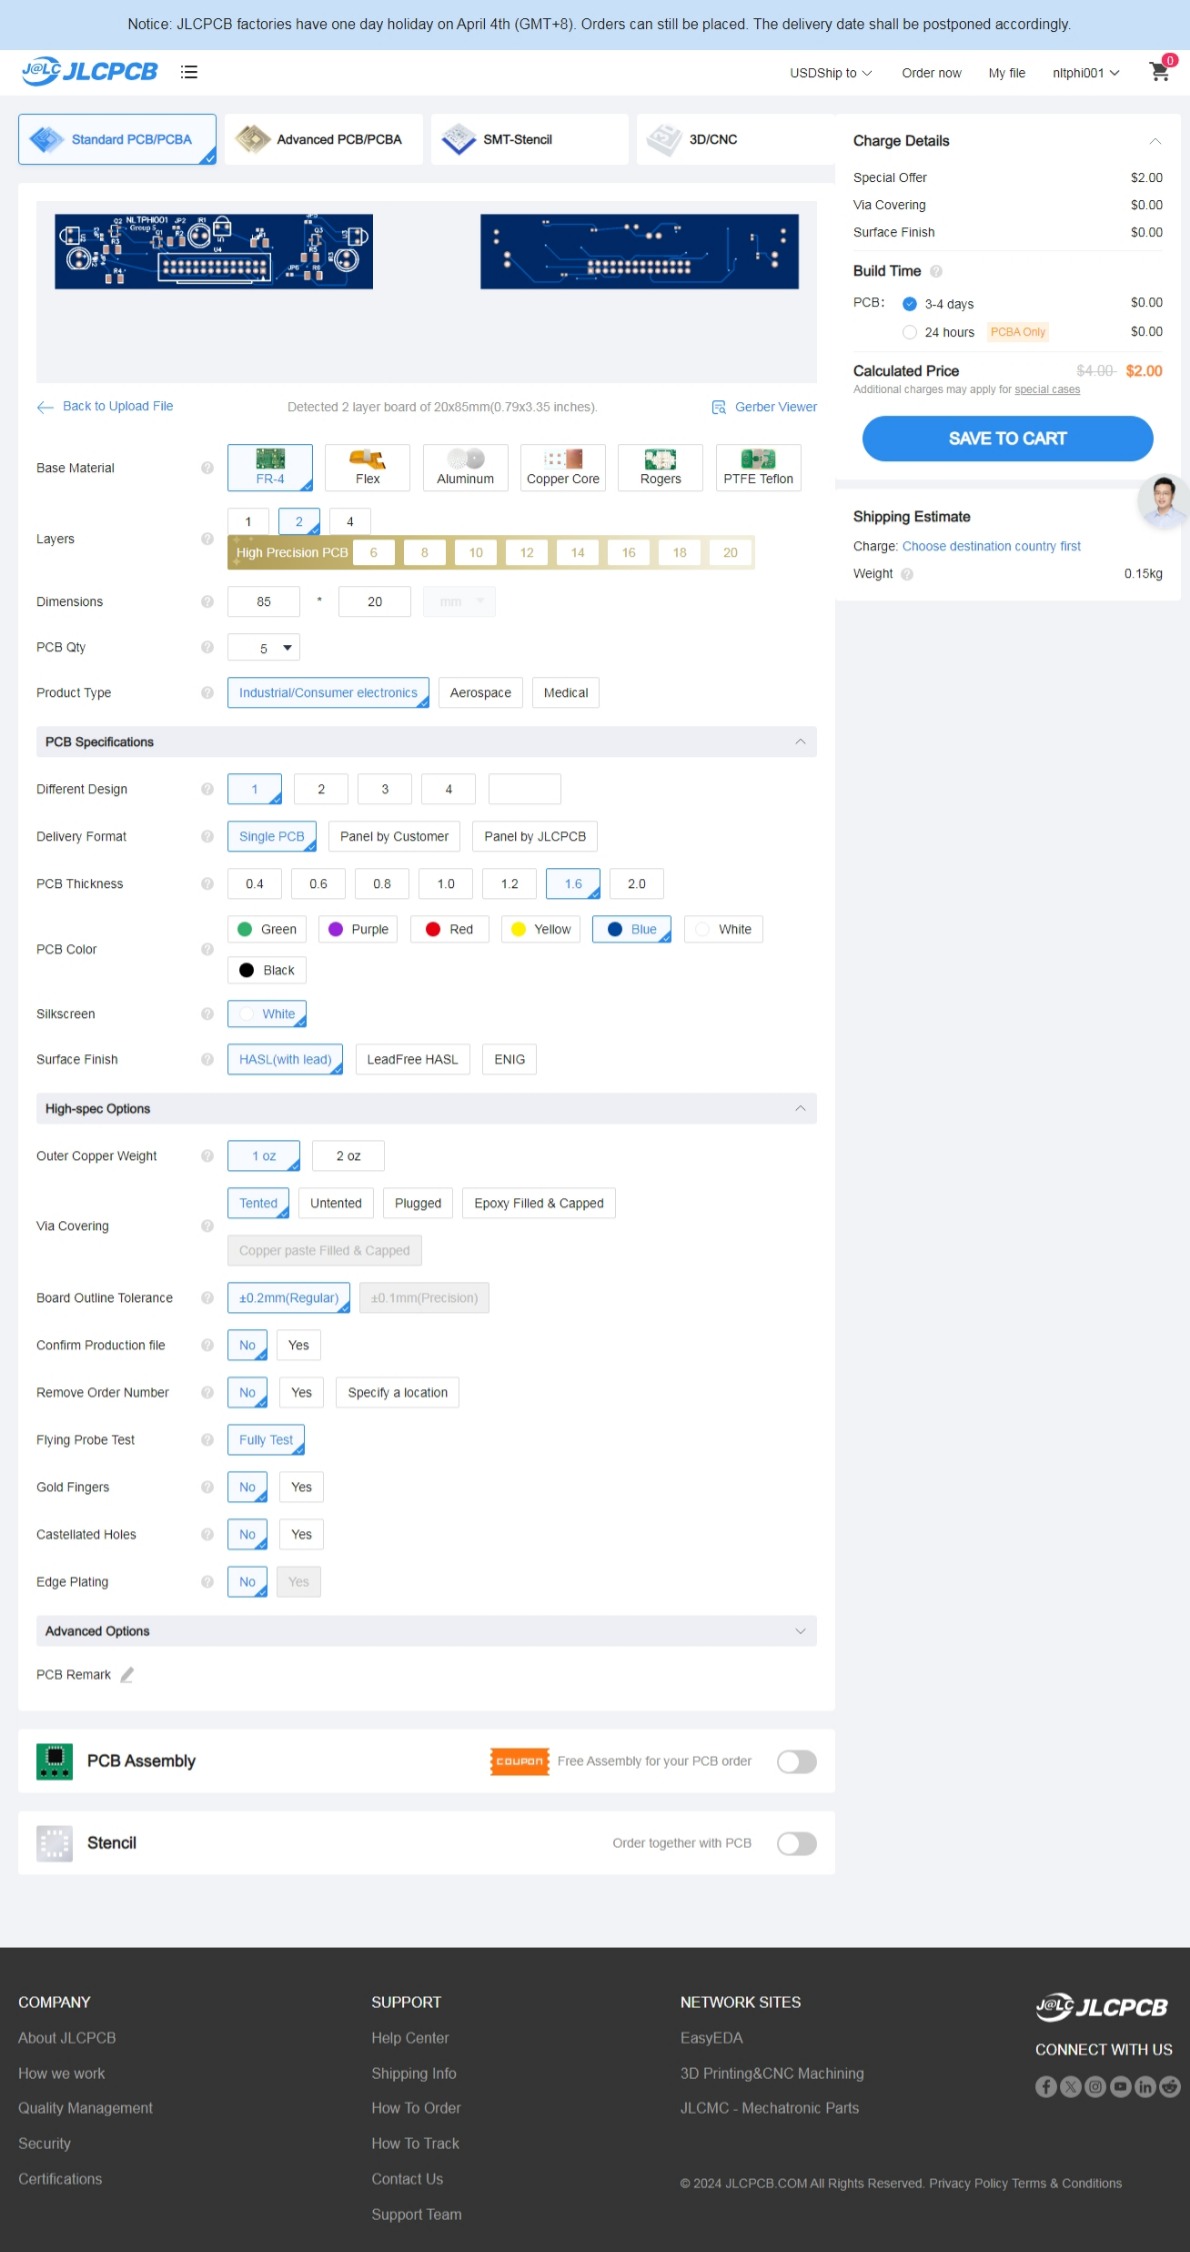 Notice: JLCPCB factories have one day holiday on April 4th (GMT+8). Orders can still be placed. The delivery date shall be postponed accordingly.
J@LC JLCPCB USD Ship to Order now My file nltphi001 0
Standard PCB/PCBA Advanced PCB/PCBA SMT-Stencil 3D/CNC
NLTPHI001
Back to Upload File Detected 2 layer board of 20x85mm(0.79x3.35 inches). Gerber Viewer
Base Material FR-4 Flex Aluminum Copper Core Rogers PTFE Teflon
Layers 1 2 4
High Precision PCB 6 8 10 12 14 16 18 20
Dimensions 85 * 20 mm
PCB Qty 5
Product Type Industrial/Consumer electronics Aerospace Medical
PCB Specifications
Different Design 1 2 3 4
Delivery Format Single PCB Panel by Customer Panel by JLCPCB
PCB Thickness 0.4 0.6 0.8 1.0 1.2 1.6 2.0
PCB Color Green Purple Red Yellow Blue White
Black
Silkscreen White
Surface Finish HASL(with lead) LeadFree HASL ENIG
High-spec Options
Outer Copper Weight 1 oz 2 oz
Via Covering Tented Untented Plugged Epoxy Filled & Capped
Copper paste Filled & Capped
Board Outline Tolerance ±0.2mm(Regular) ±0.1mm(Precision)
Confirm Production file No Yes
Remove Order Number No Yes Specify a location
Flying Probe Test Fully Test
Gold Fingers No Yes
Castellated Holes No Yes
Edge Plating No Yes
Advanced Options
PCB Remark
PCB Assembly COUPON Free Assembly for your PCB order
Stencil Order together with PCB
Charge Details
Special Offer $2.00
Via Covering $0.00
Surface Finish $0.00
Build Time
PCB: 3-4 days $0.00
24 hours PCBA Only $0.00
Calculated Price $4.00 $2.00
Additional charges may apply for special cases
SAVE TO CART
Shipping Estimate
Charge: Choose destination country first
Weight 0.15kg
COMPANY
About JLCPCB
How we work
Quality Management
Security
Certifications
SUPPORT
Help Center
Shipping Info
How To Order
How To Track
Contact Us
Support Team
NETWORK SITES
EasyEDA
3D Printing&CNC Machining
JLCMC - Mechatronic Parts
J@LC JLCPCB
CONNECT WITH US
© 2024 JLCPCB.COM All Rights Reserved. Privacy Policy Terms & Conditions